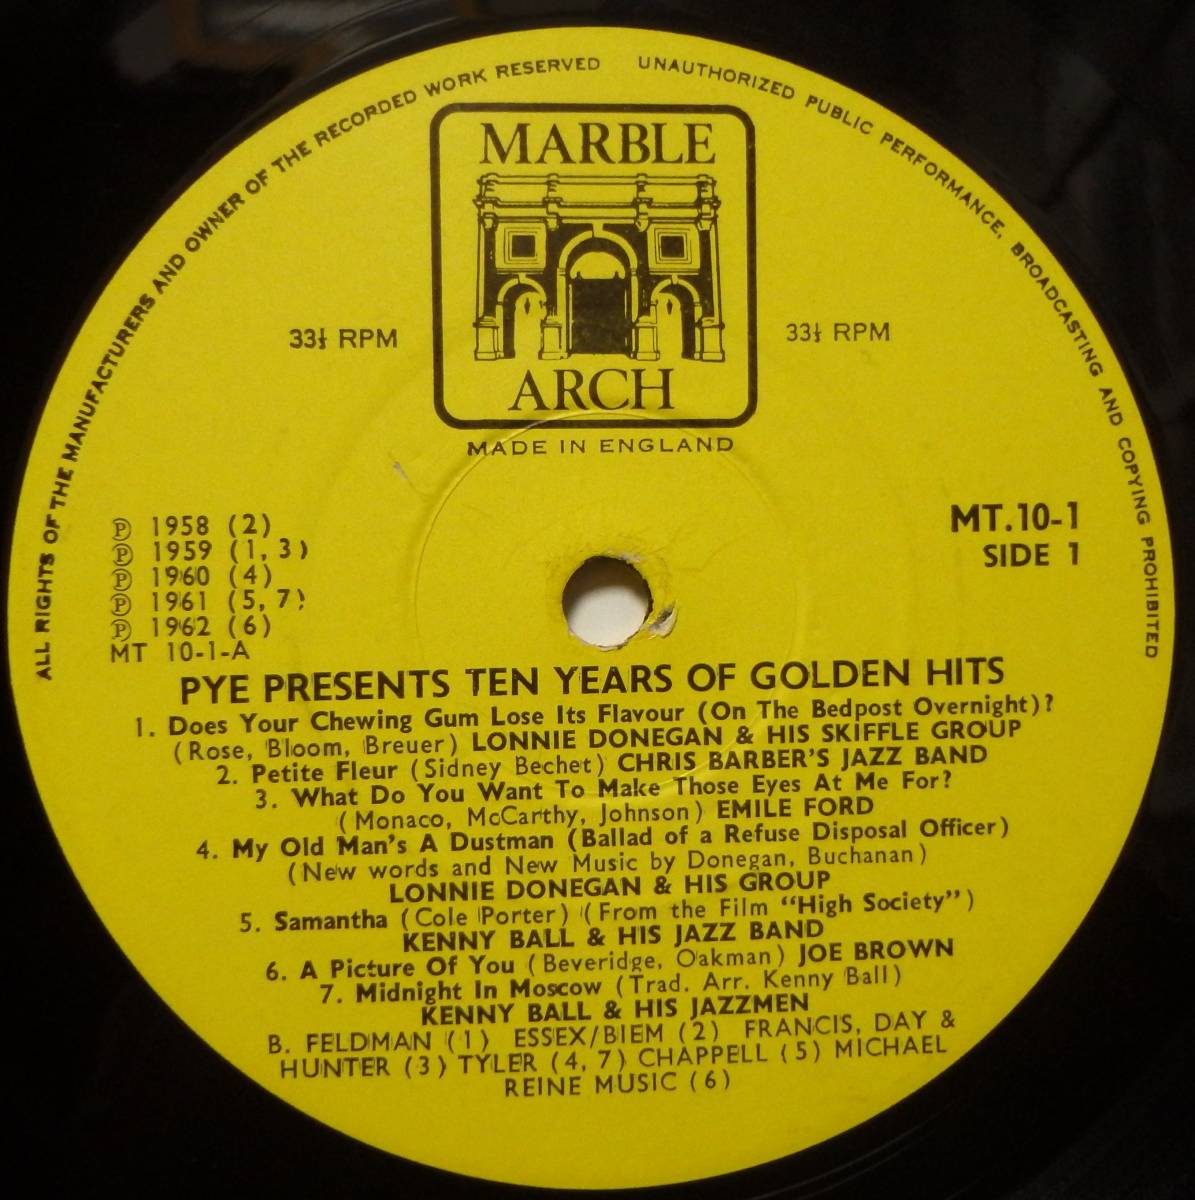 ALL RIGHTS OF THE MANUFACTURERS AND OWNER OF THE RECORDED WORK RESERVED UNAUTHORIZED PUBLIC PERFORMANCE, BROADCASTING AND COPYING PROHIBITED
MARBLE
ARCH
33⅓ RPM
33⅓ RPM
MADE IN ENGLAND
MT.10-1
SIDE 1
Ⓟ 1958 (2)
Ⓟ 1959 (1, 3)
Ⓟ 1960 (4)
Ⓟ 1961 (5, 7)
Ⓟ 1962 (6)
MT 10-1-A
PYE PRESENTS TEN YEARS OF GOLDEN HITS
1. Does Your Chewing Gum Lose Its Flavour (On The Bedpost Overnight)?
(Rose, Bloom, Breuer) LONNIE DONEGAN & HIS SKIFFLE GROUP
2. Petite Fleur (Sidney Bechet) CHRIS BARBER'S JAZZ BAND
3. What Do You Want To Make Those Eyes At Me For?
(Monaco, McCarthy, Johnson) EMILE FORD
4. My Old Man's A Dustman (Ballad of a Refuse Disposal Officer)
(New words and New Music by Donegan, Buchanan)
LONNIE DONEGAN & HIS GROUP
5. Samantha (Cole Porter) (From the Film "High Society")
KENNY BALL & HIS JAZZ BAND
6. A Picture Of You (Beveridge, Oakman) JOE BROWN
7. Midnight In Moscow (Trad. Arr. Kenny Ball)
KENNY BALL & HIS JAZZMEN
B. FELDMAN (1) ESSEX/BIEM (2) FRANCIS, DAY &
HUNTER (3) TYLER (4, 7) CHAPPELL (5) MICHAEL
REINE MUSIC (6)